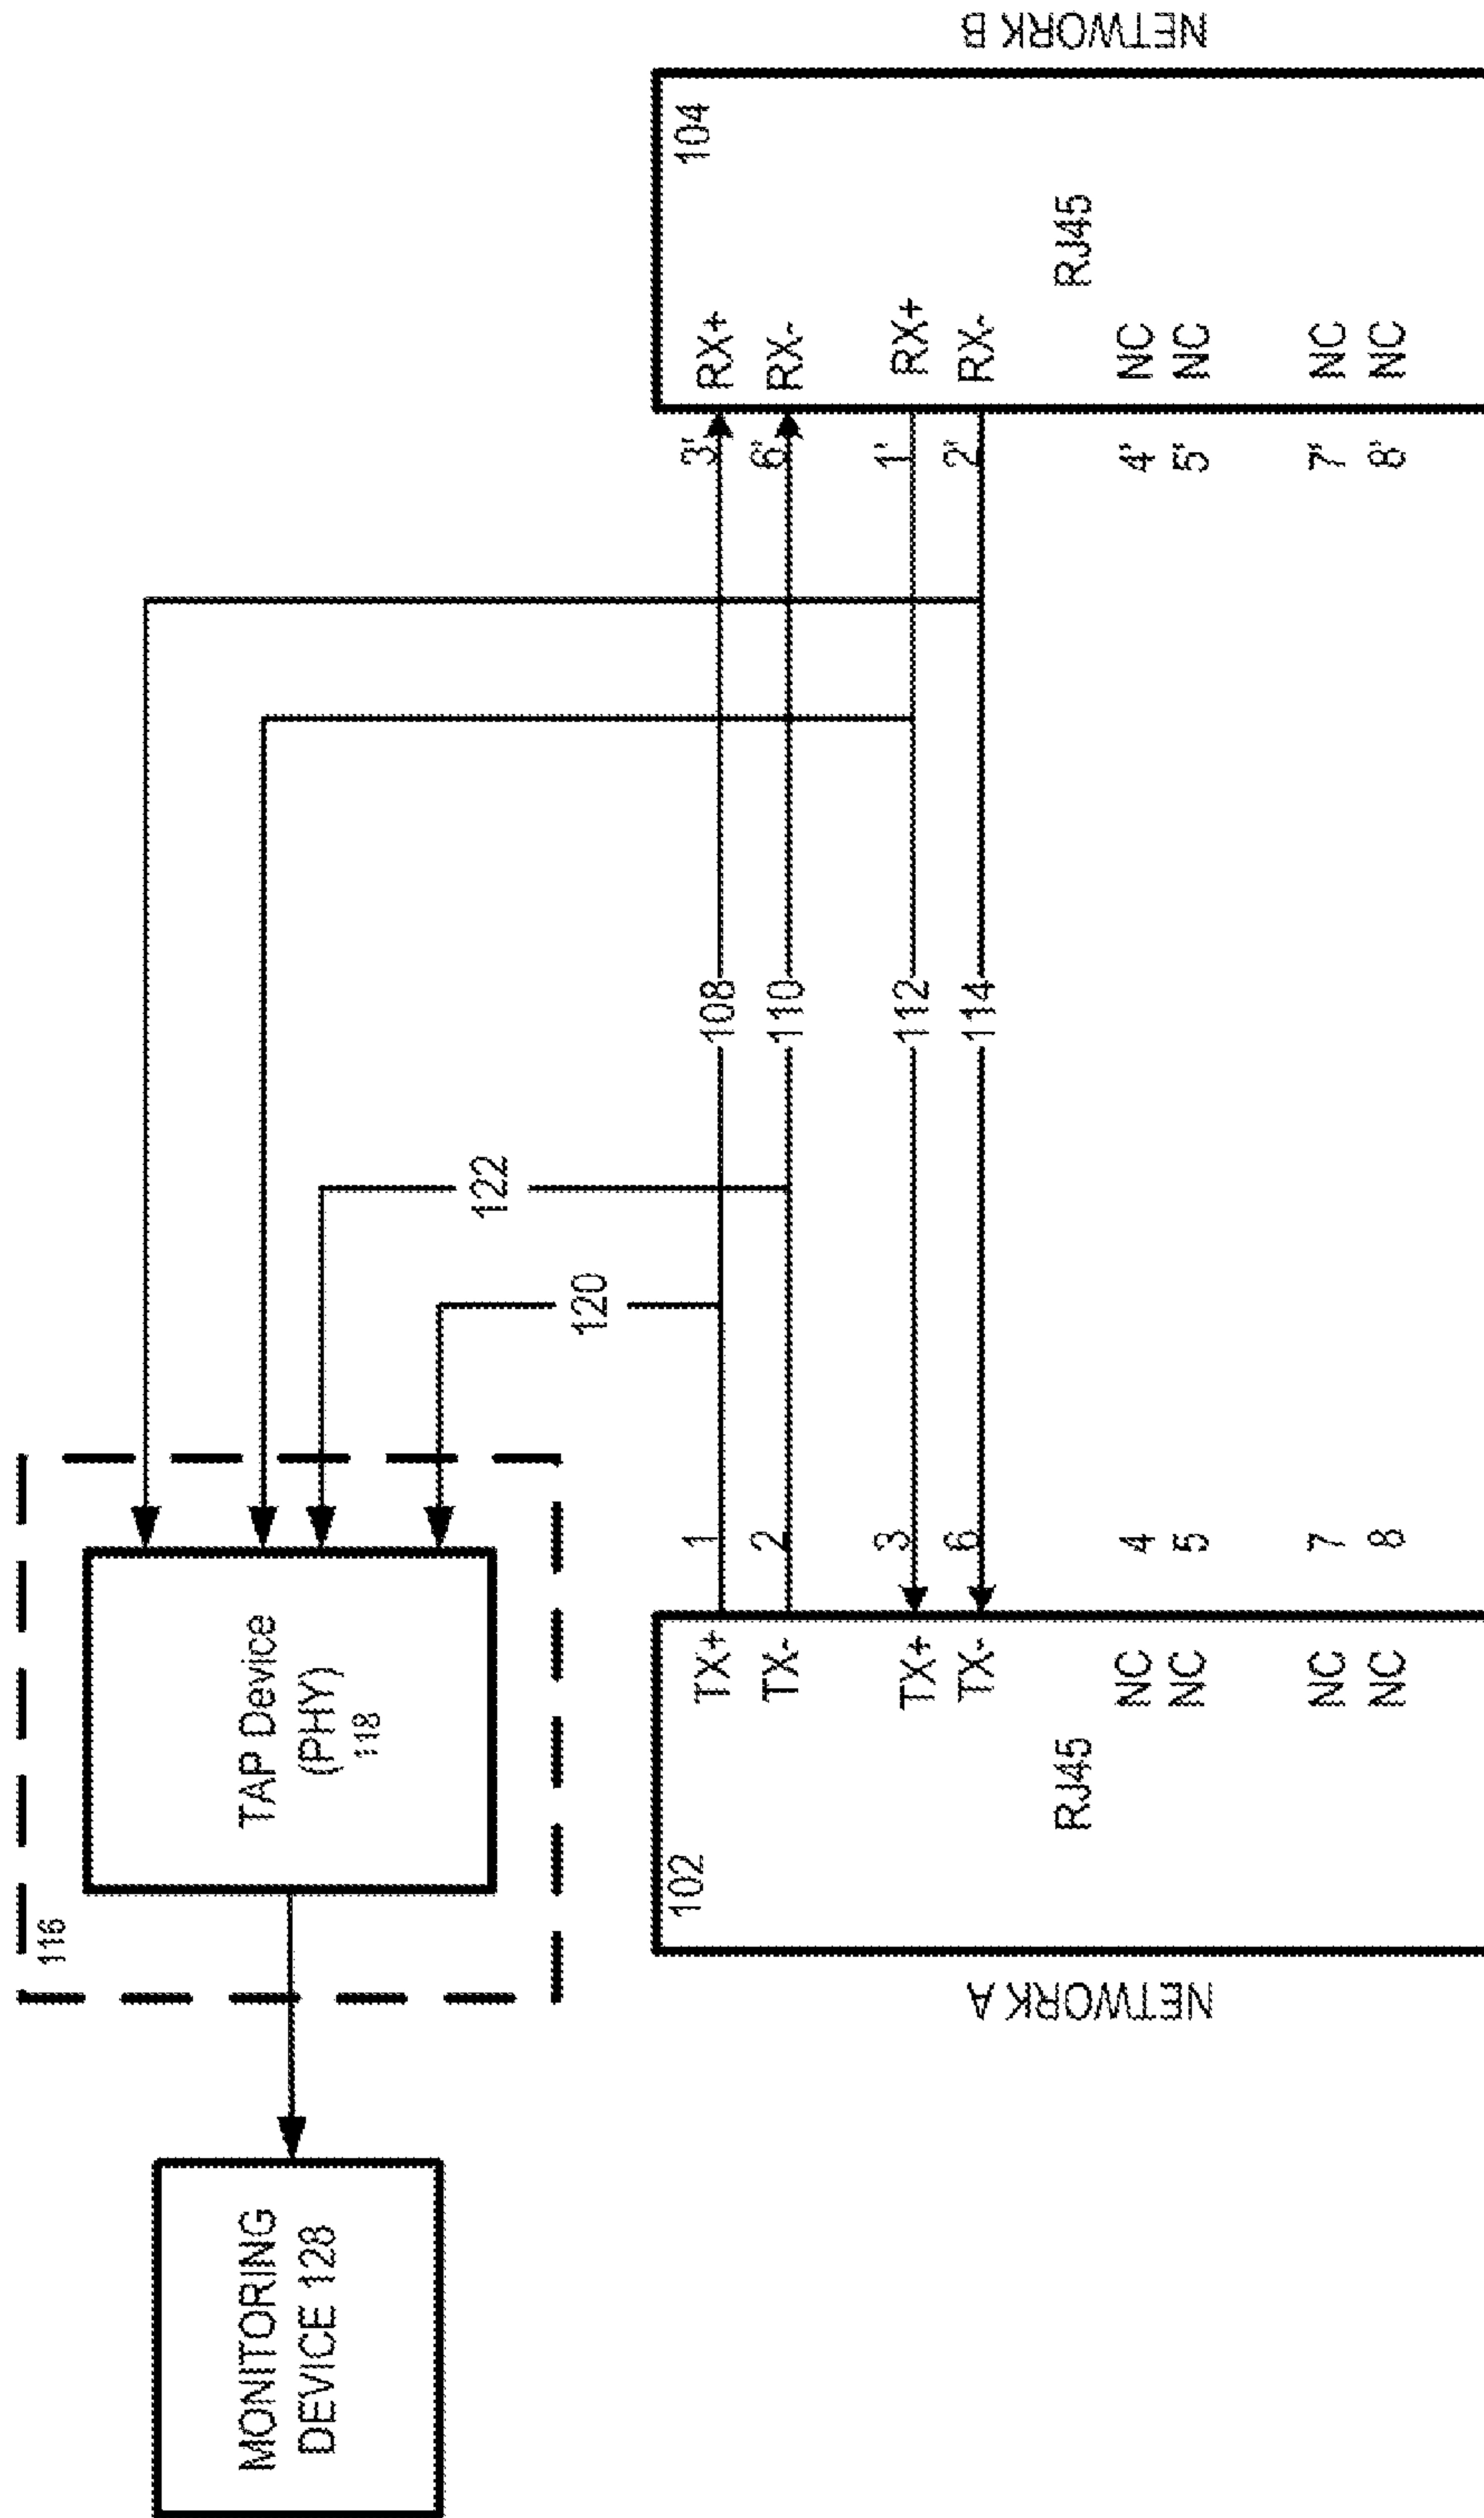 MONITORING
DEVICE 128
116
TAP Device
(PHY)
118
120
122
NETWORK A
102
RJ45
TX+
TX-
TX+
TX-
NC
NC
NC
NC
1
2
3
6
4
5
7
8
108
110
112
114
3'
6'
1'
2'
4'
5'
7'
8'
RX+
RX-
RX+
RX-
NC
NC
NC
NC
RJ45
104
NETWORK B